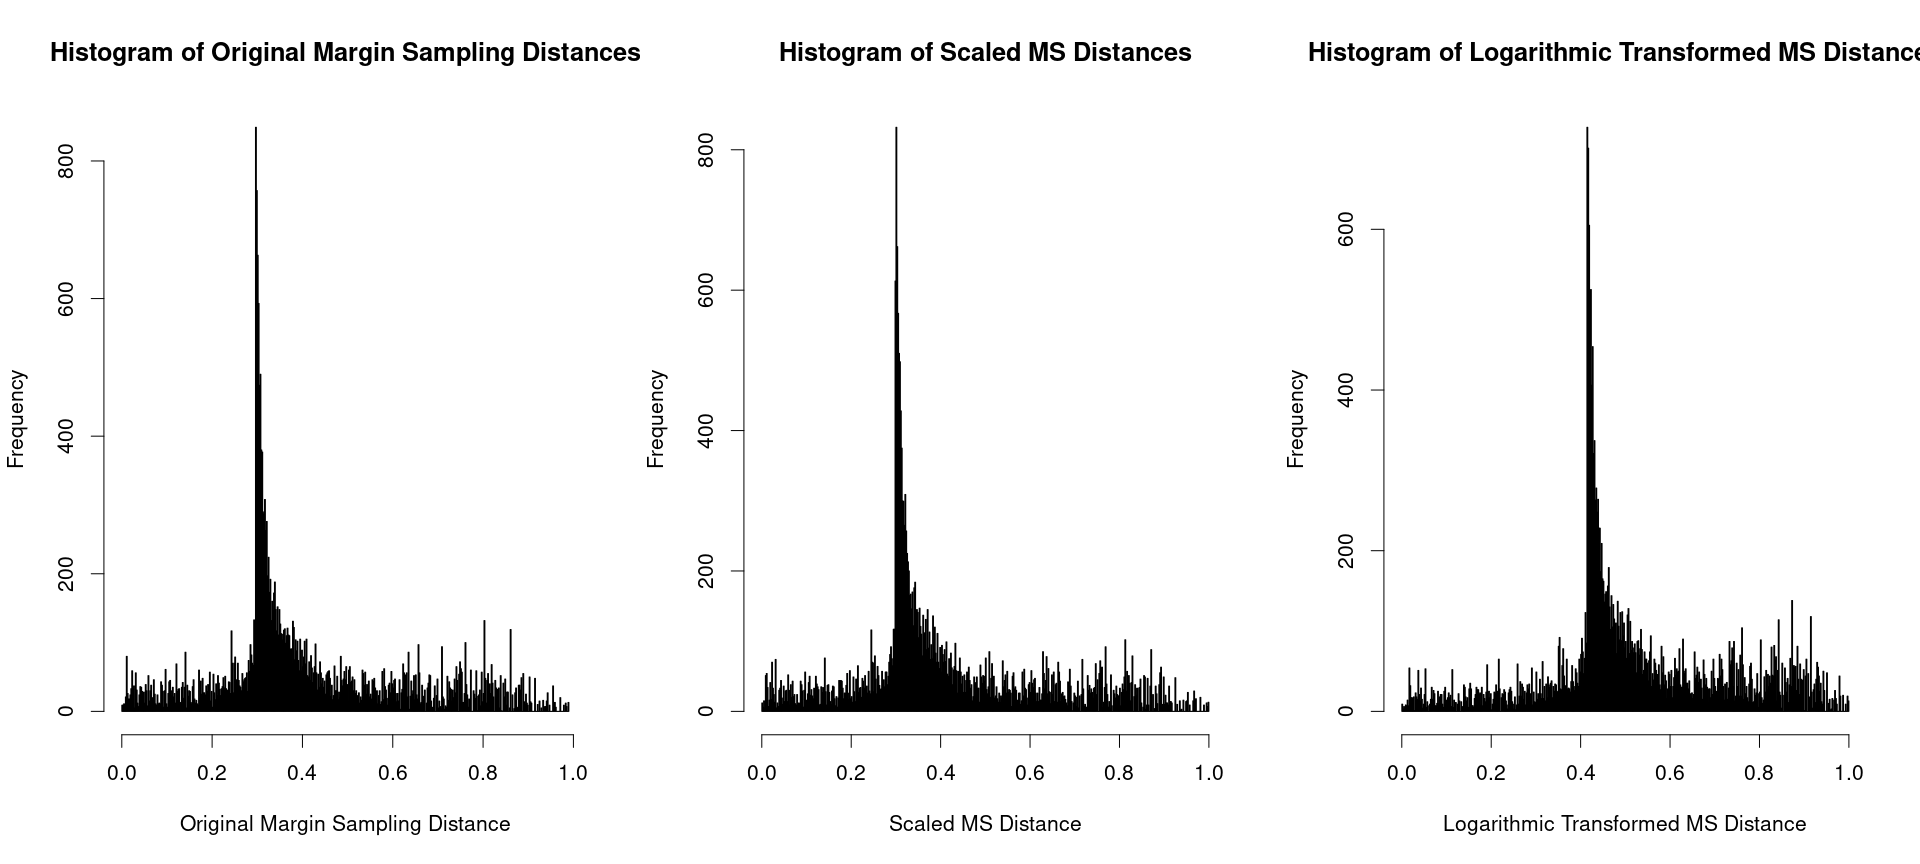 Histogram of Original Margin Sampling Distances
Frequency
800
600
400
200
0
0.0 0.2 0.4 0.6 0.8 1.0
Original Margin Sampling Distance
Histogram of Scaled MS Distances
Frequency
800
600
400
200
0
0.0 0.2 0.4 0.6 0.8 1.0
Scaled MS Distance
Histogram of Logarithmic Transformed MS Distance
Frequency
600
400
200
0
0.0 0.2 0.4 0.6 0.8 1.0
Logarithmic Transformed MS Distance